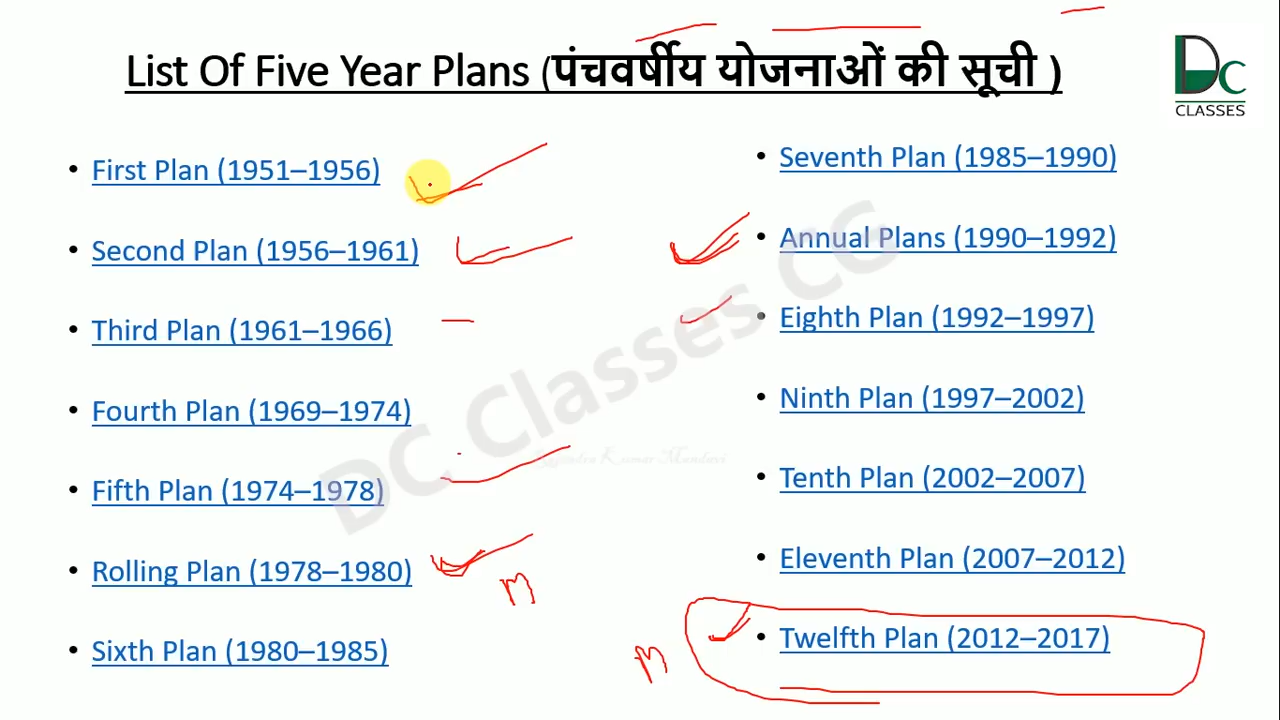 List Of Five Year Plans (पंचवर्षीय योजनाओं की सूची )
DC
CLASSES
• First Plan (1951–1956)
• Second Plan (1956–1961)
• Third Plan (1961–1966)
• Fourth Plan (1969–1974)
• Fifth Plan (1974–1978)
• Rolling Plan (1978–1980)
n
• Sixth Plan (1980–1985)
• Seventh Plan (1985–1990)
• Annual Plans (1990–1992)
• Eighth Plan (1992–1997)
• Ninth Plan (1997–2002)
• Tenth Plan (2002–2007)
• Eleventh Plan (2007–2012)
• Twelfth Plan (2012–2017)
n
DC Classes CG